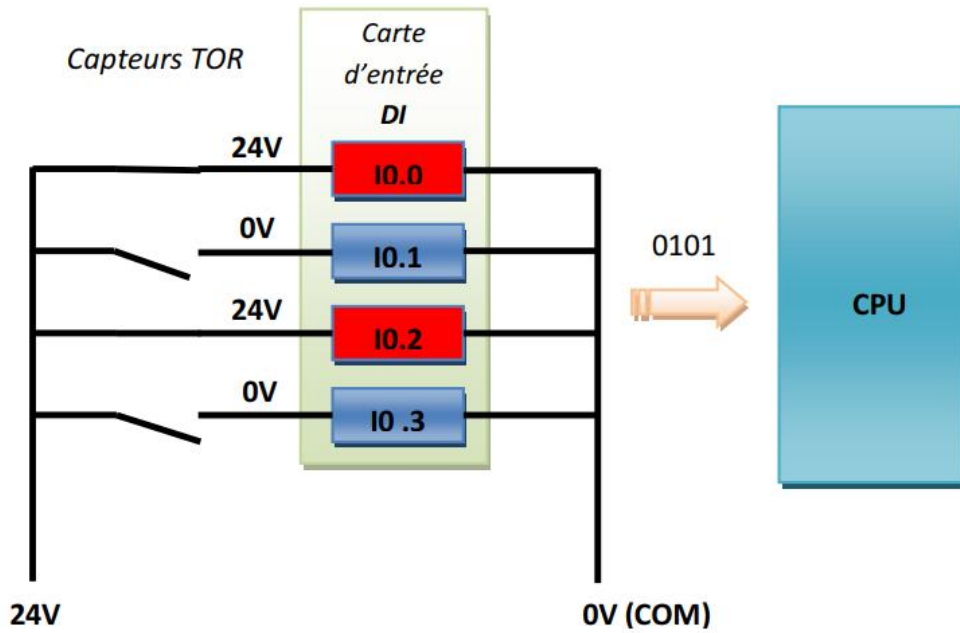 Capteurs TOR
Carte
d'entrée
DI
24V
I0.0
0V
I0.1
24V
I0.2
0V
I0 .3
0101
CPU
24V
0V (COM)